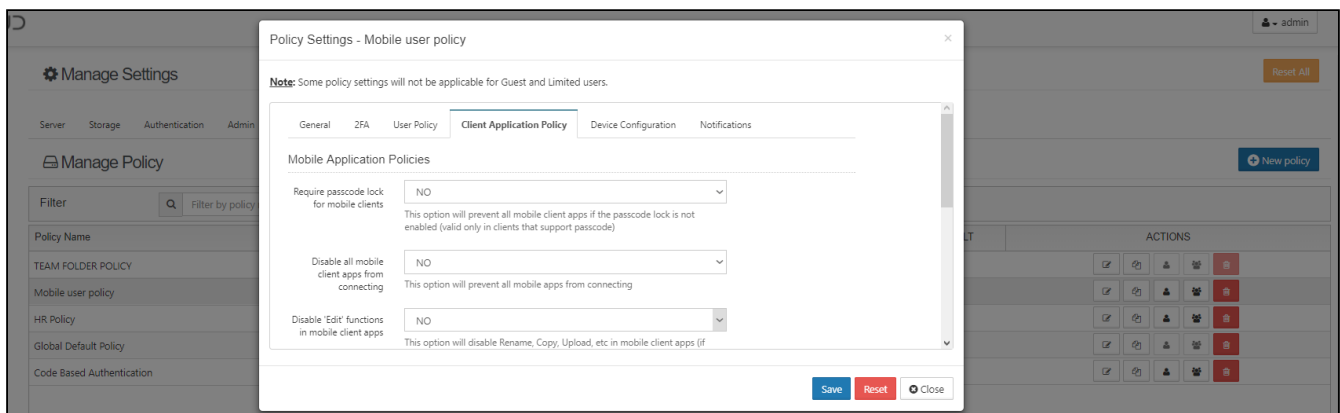 admin
Policy Settings - Mobile user policy
×
Manage Settings
Reset All
Note: Some policy settings will not be applicable for Guest and Limited users.
Server Storage Authentication Admin
General 2FA User Policy Client Application Policy Device Configuration Notifications
Manage Policy
New policy
Mobile Application Policies
Filter
Filter by policy
Require passcode lock
for mobile clients
NO
This option will prevent all mobile client apps if the passcode lock is not
enabled (valid only in clients that support passcode)
Policy Name
LT
ACTIONS
TEAM FOLDER POLICY
Disable all mobile
client apps from
connecting
NO
This option will prevent all mobile apps from connecting
Mobile user policy
HR Policy
Disable 'Edit' functions
in mobile client apps
NO
This option will disable Rename, Copy, Upload, etc in mobile client apps (if
Global Default Policy
Code Based Authentication
Save Reset Close